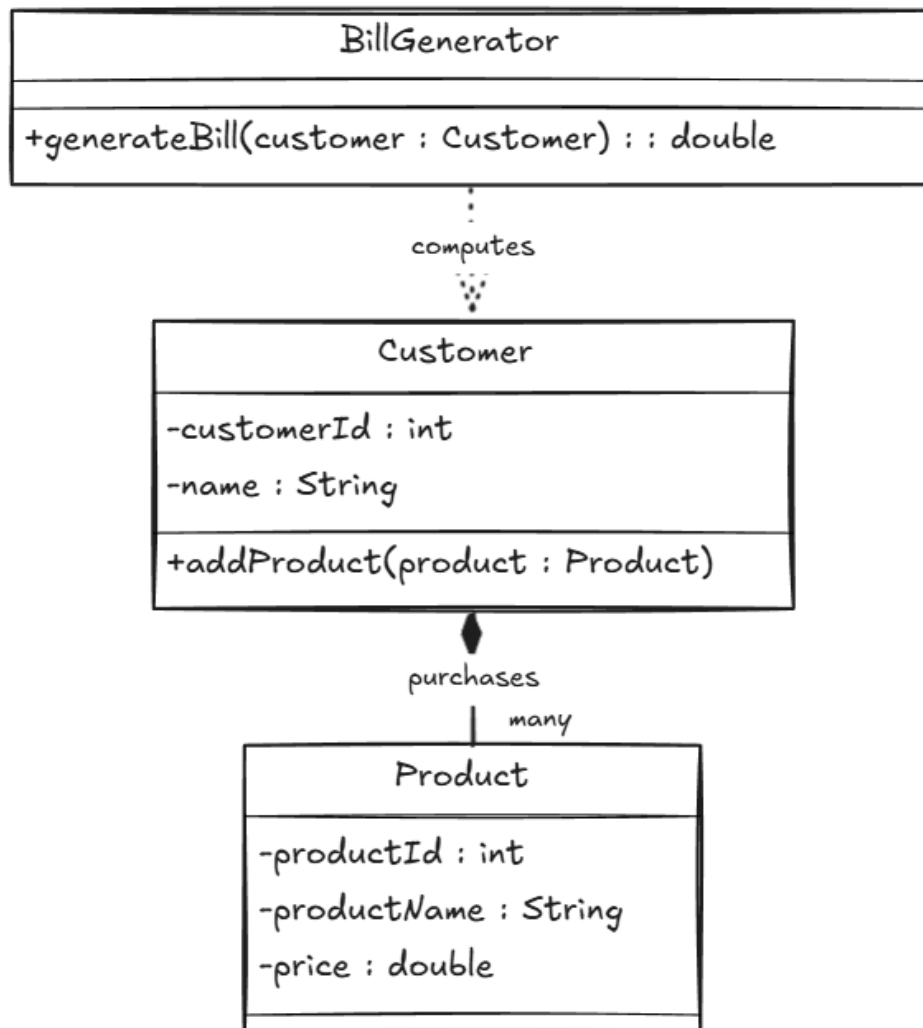 BillGenerator
+generateBill(customer : Customer) : : double
computes
Customer
-customerId : int
-name : String
+addProduct(product : Product)
purchases
many
Product
-productId : int
-productName : String
-price : double